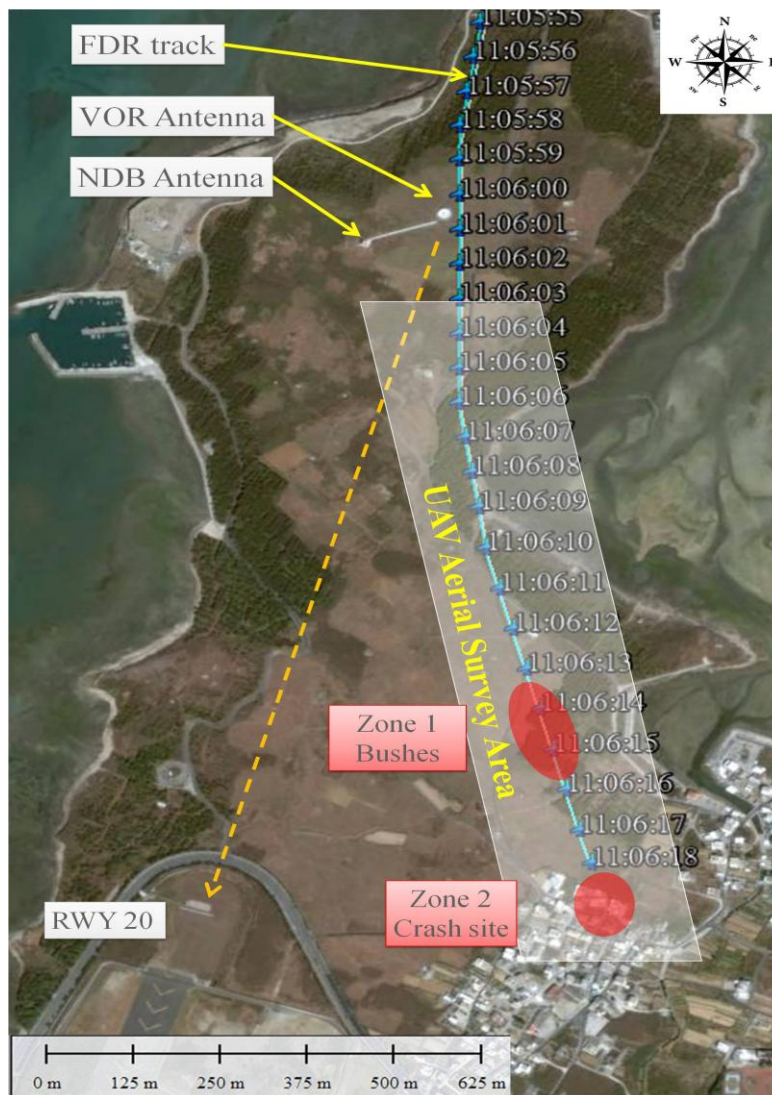 11:05:55
FDR track
N
W
S
11:05:56
11:05:57
VOR Antenna
11:05:58
11:05:59
NDB Antenna
11:06:00
11:06:01
11:06:02
11:06:03
11:06:04
11:06:05
11:06:06
11:06:07
11:06:08
11:06:09
11:06:10
11:06:11
11:06:12
11:06:13
UAV Aerial Survey Area
11:06:14
Zone 1
Bushes
11:06:15
11:06:16
11:06:17
11:06:18
Zone 2
Crash site
RWY 20
0 m 125 m 250 m 375 m 500 m 625 m